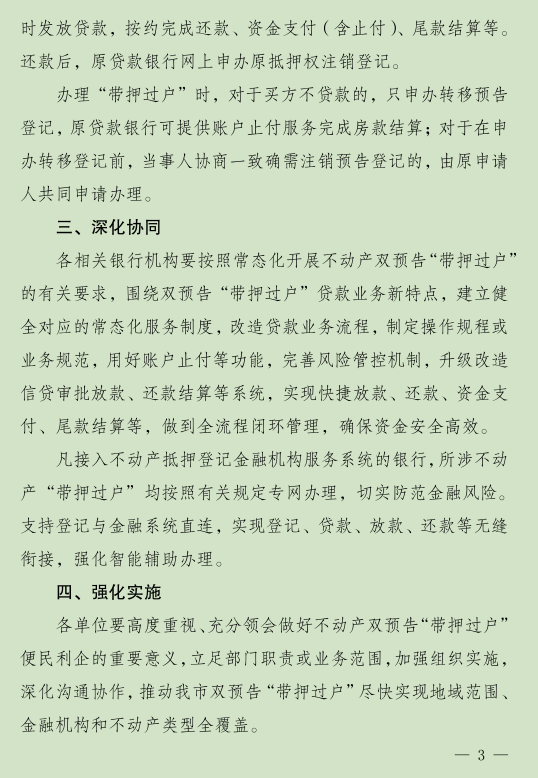 时发放贷款，按约完成还款、资金支付（含止付）、尾款结算等。
还款后，原贷款银行网上申办原抵押权注销登记。
办理“带押过户”时，对于买方不贷款的，只申办转移预告
登记，原贷款银行可提供账户止付服务完成房款结算；对于在申
办转移登记前，当事人协商一致确需注销预告登记的，由原申请
人共同申请办理。
三、深化协同
各相关银行机构要按照常态化开展不动产双预告“带押过户”
的有关要求，围绕双预告“带押过户”贷款业务新特点，建立健
全对应的常态化服务制度，改造贷款业务流程，制定操作规程或
业务规范，用好账户止付等功能，完善风险管控机制，升级改造
信贷审批放款、还款结算等系统，实现快捷放款、还款、资金支
付、尾款结算等，做到全流程闭环管理，确保资金安全高效。
凡接入不动产抵押登记金融机构服务系统的银行，所涉不动
产“带押过户”均按照有关规定专网办理，切实防范金融风险。
支持登记与金融系统直连，实现登记、贷款、放款、还款等无缝
衔接，强化智能辅助办理。
四、强化实施
各单位要高度重视、充分领会做好不动产双预告“带押过户”
便民利企的重要意义，立足部门职责或业务范围，加强组织实施，
深化沟通协作，推动我市双预告“带押过户”尽快实现地域范围、
金融机构和不动产类型全覆盖。
— 3 —